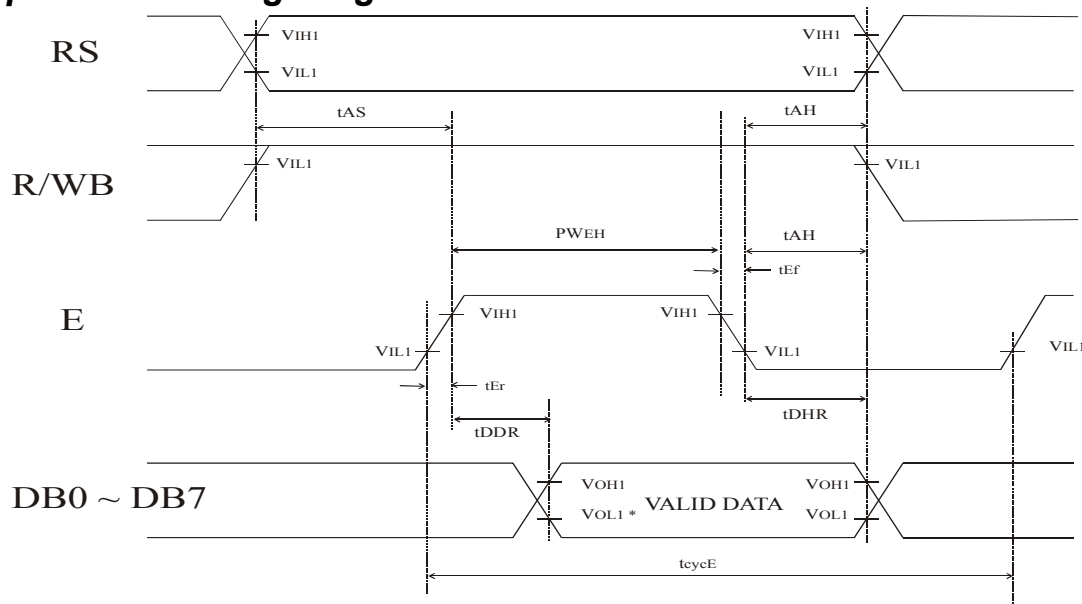 RS
VIH1
VIH1
VIL1
VIL1
tAS
tAH
R/WB
VIL1
VIL1
PWEH
tAH
tEf
E
VIH1
VIH1
VIL1
VIL1
VIL1
tEr
tDDR
tDHR
DB0 ~ DB7
VOH1
VOH1
VOL1 *
VALID DATA
VOL1
tcycE